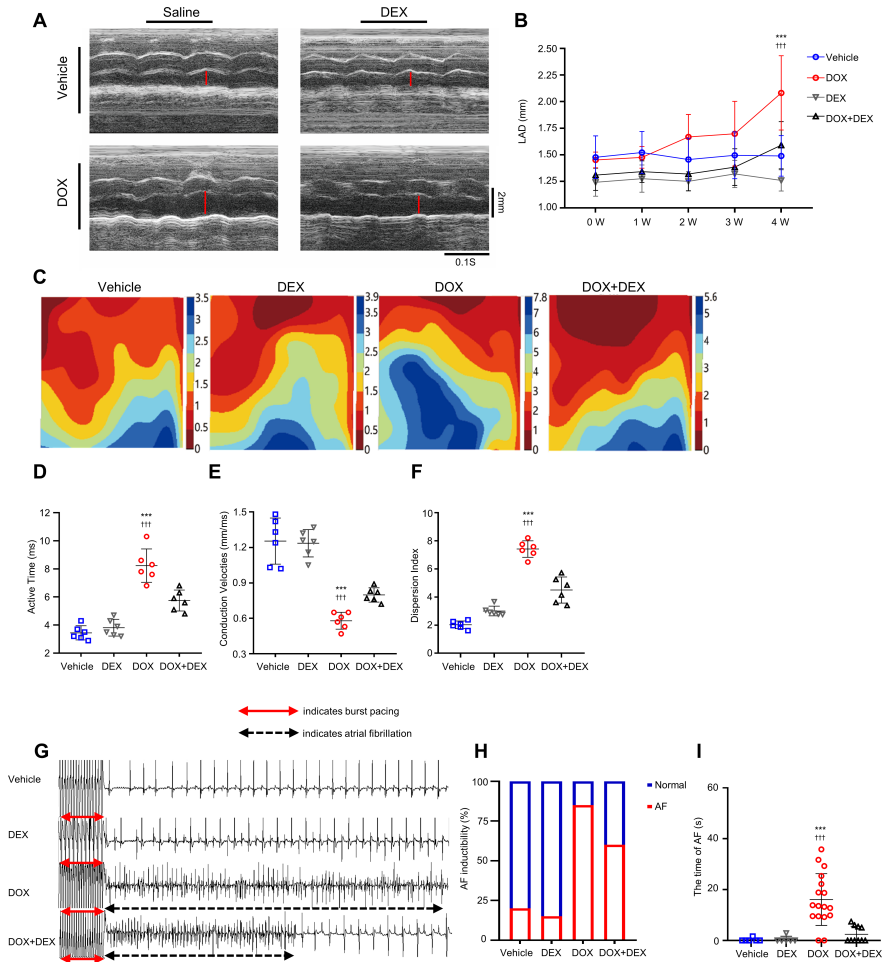 A
Saline
DEX
Vehicle
DOX
2mm
0.1S
B
***
†††
2.50
2.25
2.00
1.75
1.50
1.25
1.00
LAD (mm)
0 W
1 W
2 W
3 W
4 W
Vehicle
DOX
DEX
DOX+DEX
C
Vehicle
DEX
DOX
DOX+DEX
3.5
3
2.5
2
1.5
1
0.5
0
3.9
3.5
3
2.5
2
1.5
1
0.5
0
7.8
7
6
5
4
3
2
1
0
5.6
5
4
3
2
1
0
D
12
10
8
6
4
2
Active Time (ms)
***
†††
Vehicle
DEX
DOX
DOX+DEX
E
1.5
1.2
0.9
0.6
0.3
Conduction Velocties (mm/ms)
***
†††
Vehicle
DEX
DOX
DOX+DEX
F
10
8
6
4
2
0
Dispersion Index
***
†††
Vehicle
DEX
DOX
DOX+DEX
indicates burst pacing
indicates atrial fibrillation
G
Vehicle
DEX
DOX
DOX+DEX
H
100
75
50
25
0
AF inductibility (%)
Normal
AF
Vehicle
DEX
DOX
DOX+DEX
I
60
40
20
0
The time of AF (s)
***
†††
Vehicle
DEX
DOX
DOX+DEX